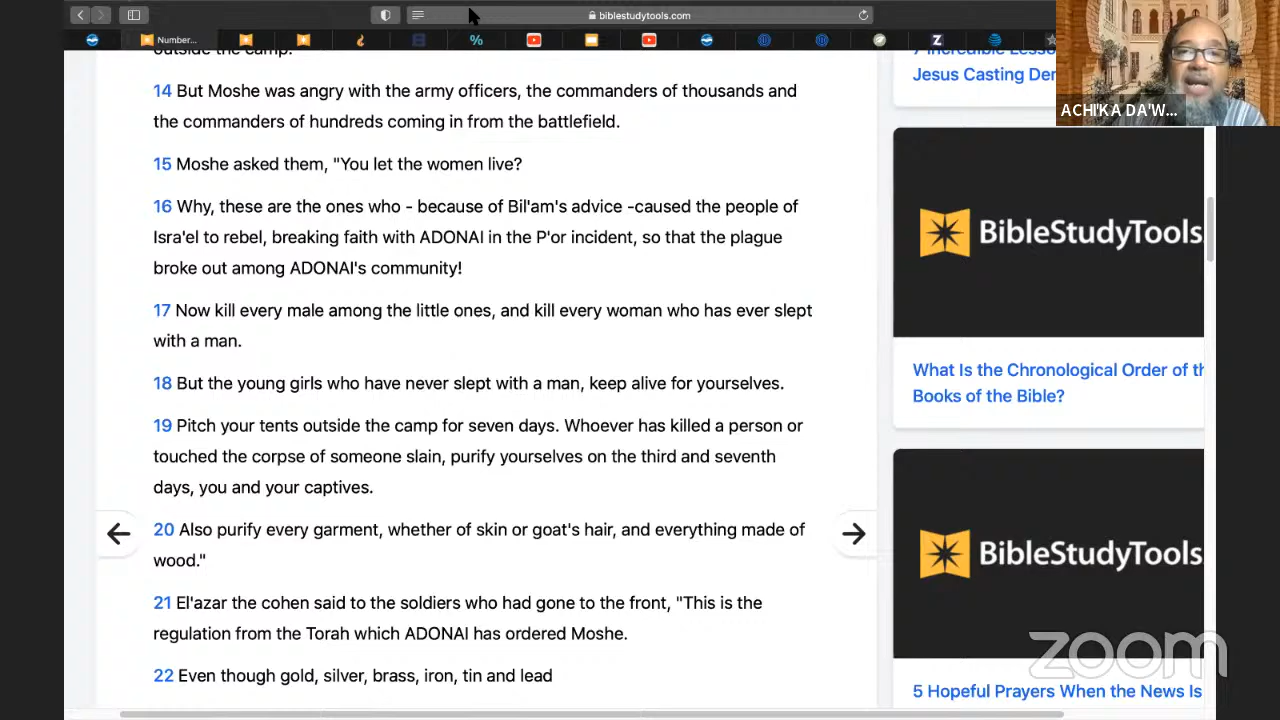 biblestudytools.com
Number...
outside the camp.
14 But Moshe was angry with the army officers, the commanders of thousands and
the commanders of hundreds coming in from the battlefield.
15 Moshe asked them, "You let the women live?
16 Why, these are the ones who - because of Bil'am's advice -caused the people of
Isra'el to rebel, breaking faith with ADONAI in the P'or incident, so that the plague
broke out among ADONAI's community!
17 Now kill every male among the little ones, and kill every woman who has ever slept
with a man.
18 But the young girls who have never slept with a man, keep alive for yourselves.
19 Pitch your tents outside the camp for seven days. Whoever has killed a person or
touched the corpse of someone slain, purify yourselves on the third and seventh
days, you and your captives.
20 Also purify every garment, whether of skin or goat's hair, and everything made of
wood."
21 El'azar the cohen said to the soldiers who had gone to the front, "This is the
regulation from the Torah which ADONAI has ordered Moshe.
22 Even though gold, silver, brass, iron, tin and lead
Jesus Casting De
ACHIKA DA'W...
BibleStudyTools
What Is the Chronological Order of th
Books of the Bible?
BibleStudyTools
5 Hopeful Prayers When the News Is
zoom